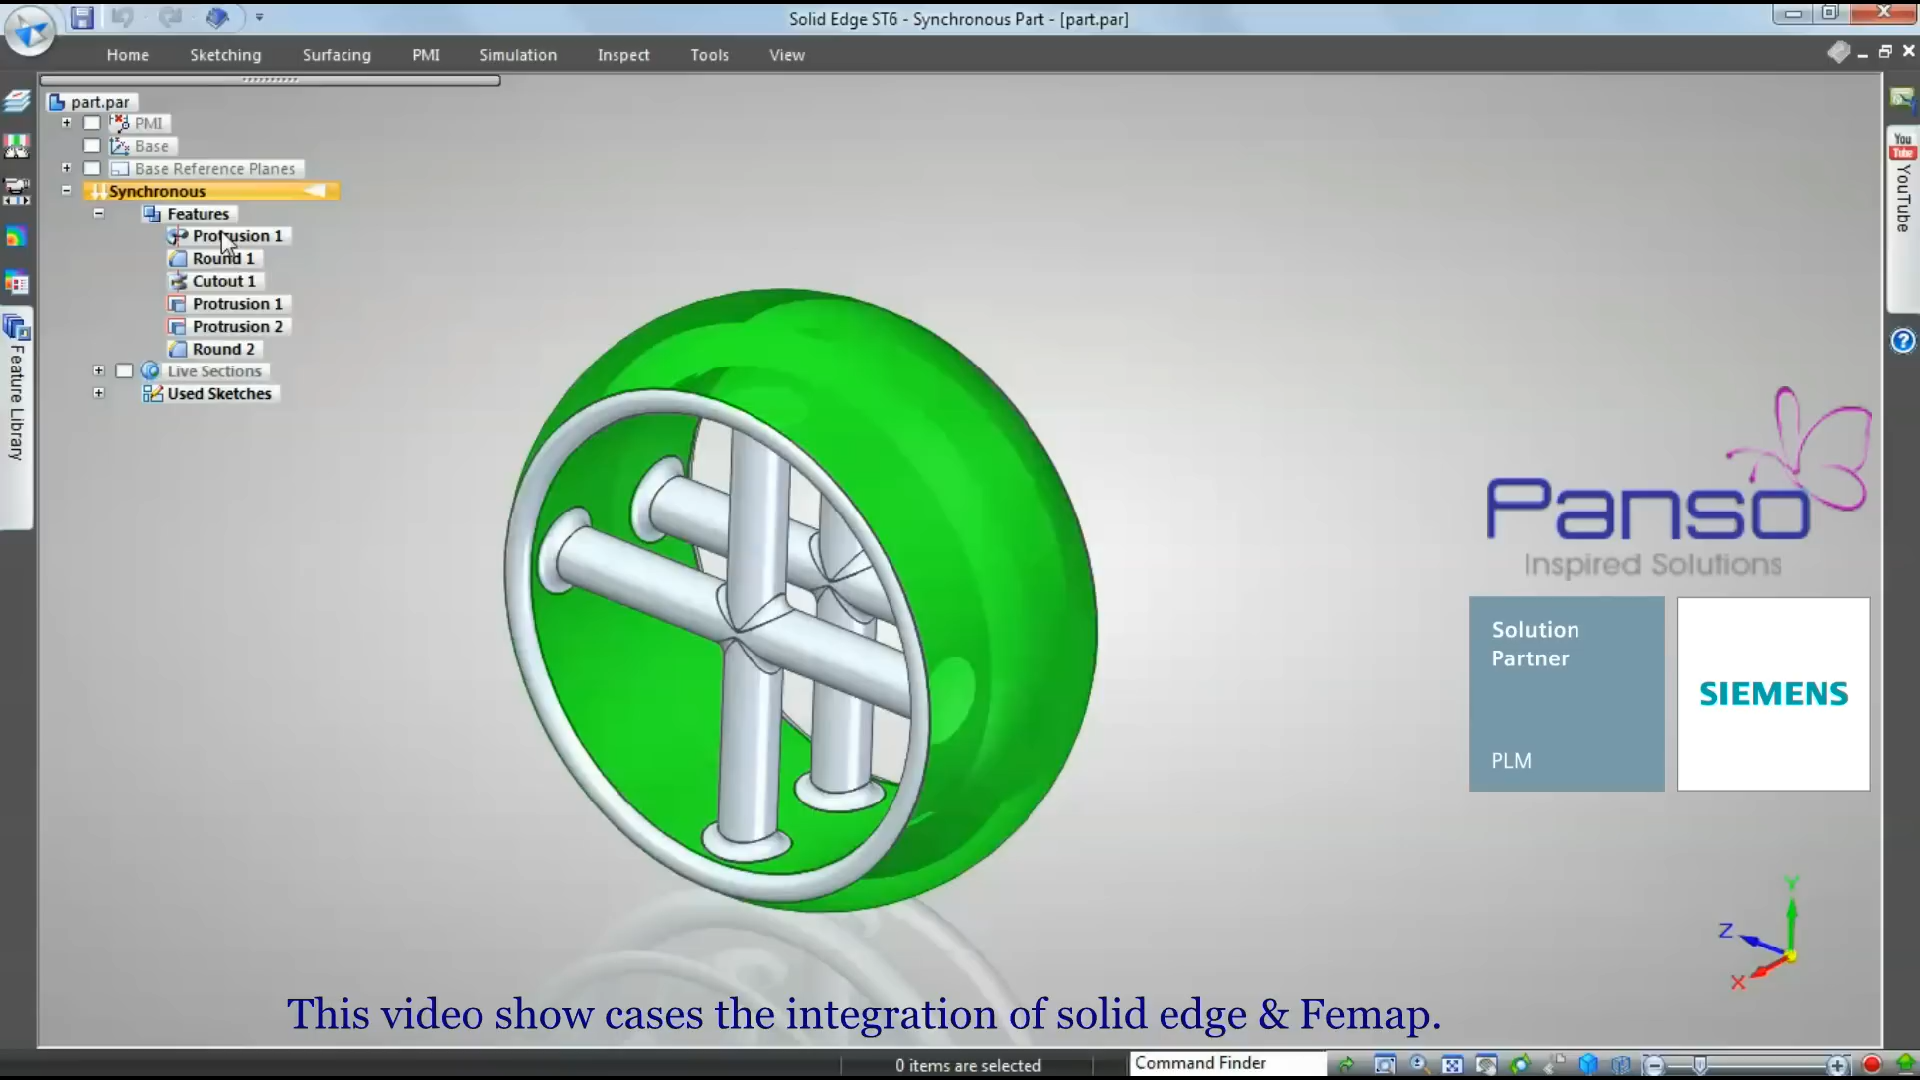 Solid Edge ST6 - Synchronous Part - [part.par]
Home Sketching Surfacing PMI Simulation Inspect Tools View
part.par
PMI
Base
Base Reference Planes
Synchronous
Features
Protrusion 1
Round 1
Cutout 1
Protrusion 1
Protrusion 2
Round 2
Live Sections
Used Sketches
Feature Library
You
Tube
YouTube
Panso
Inspired Solutions
Solution
Partner
PLM
SIEMENS
Y
Z
X
This video show cases the integration of solid edge & Femap.
0 items are selected
Command Finder